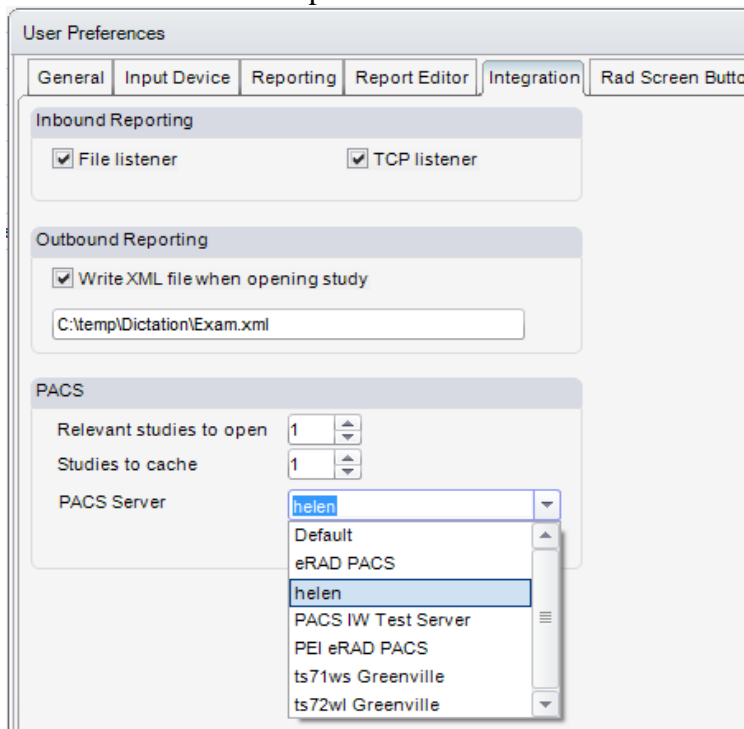 User Preferences
General Input Device Reporting Report Editor Integration Rad Screen
Inbound Reporting
File listener TCP listener
Outbound Reporting
Write XML file when opening study
C:\temp\Dictation\Exam.xml
PACS
Relevant studies to open 1
Studies to cache 1
PACS Server helen
Default
eRAD PACS
helen
PACS IW Test Server
PEI eRAD PACS
ts71ws Greenville
ts72wl Greenville